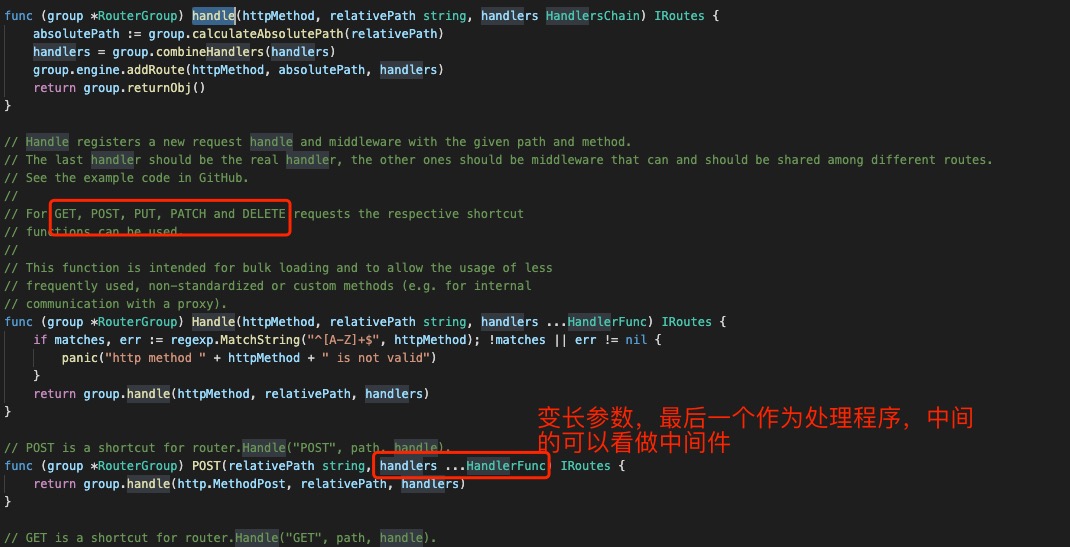 func (group *RouterGroup) handle(httpMethod, relativePath string, handlers HandlersChain) IRoutes {
absolutePath := group.calculateAbsolutePath(relativePath)
handlers = group.combineHandlers(handlers)
group.engine.addRoute(httpMethod, absolutePath, handlers)
return group.returnObj()
}
// Handle registers a new request handle and middleware with the given path and method.
// The last handler should be the real handler, the other ones should be middleware that can and should be shared among different routes.
// See the example code in GitHub.
//
// For GET, POST, PUT, PATCH and DELETE requests the respective shortcut
// functions can be used.
//
// This function is intended for bulk loading and to allow the usage of less
// frequently used, non-standardized or custom methods (e.g. for internal
// communication with a proxy).
func (group *RouterGroup) Handle(httpMethod, relativePath string, handlers ...HandlerFunc) IRoutes {
if matches, err := regexp.MatchString("^[A-Z]+$", httpMethod); !matches || err != nil {
panic("http method " + httpMethod + " is not valid")
}
return group.handle(httpMethod, relativePath, handlers)
}
变长参数，最后一个作为处理程序，中间
的可以看做中间件
// POST is a shortcut for router.Handle("POST", path, handle).
func (group *RouterGroup) POST(relativePath string, handlers ...HandlerFunc) IRoutes {
return group.handle(http.MethodPost, relativePath, handlers)
}
// GET is a shortcut for router.Handle("GET", path, handle).